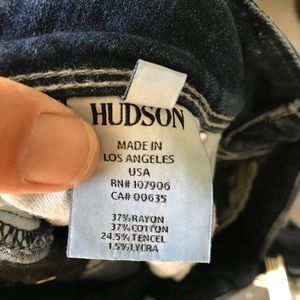 HUDSON
MADE IN
LOS ANGELES
USA
RN# 107906
CA# 00635
37% RAYON
37% COTTON
24.5% TENCEL
1.5% LYCRA